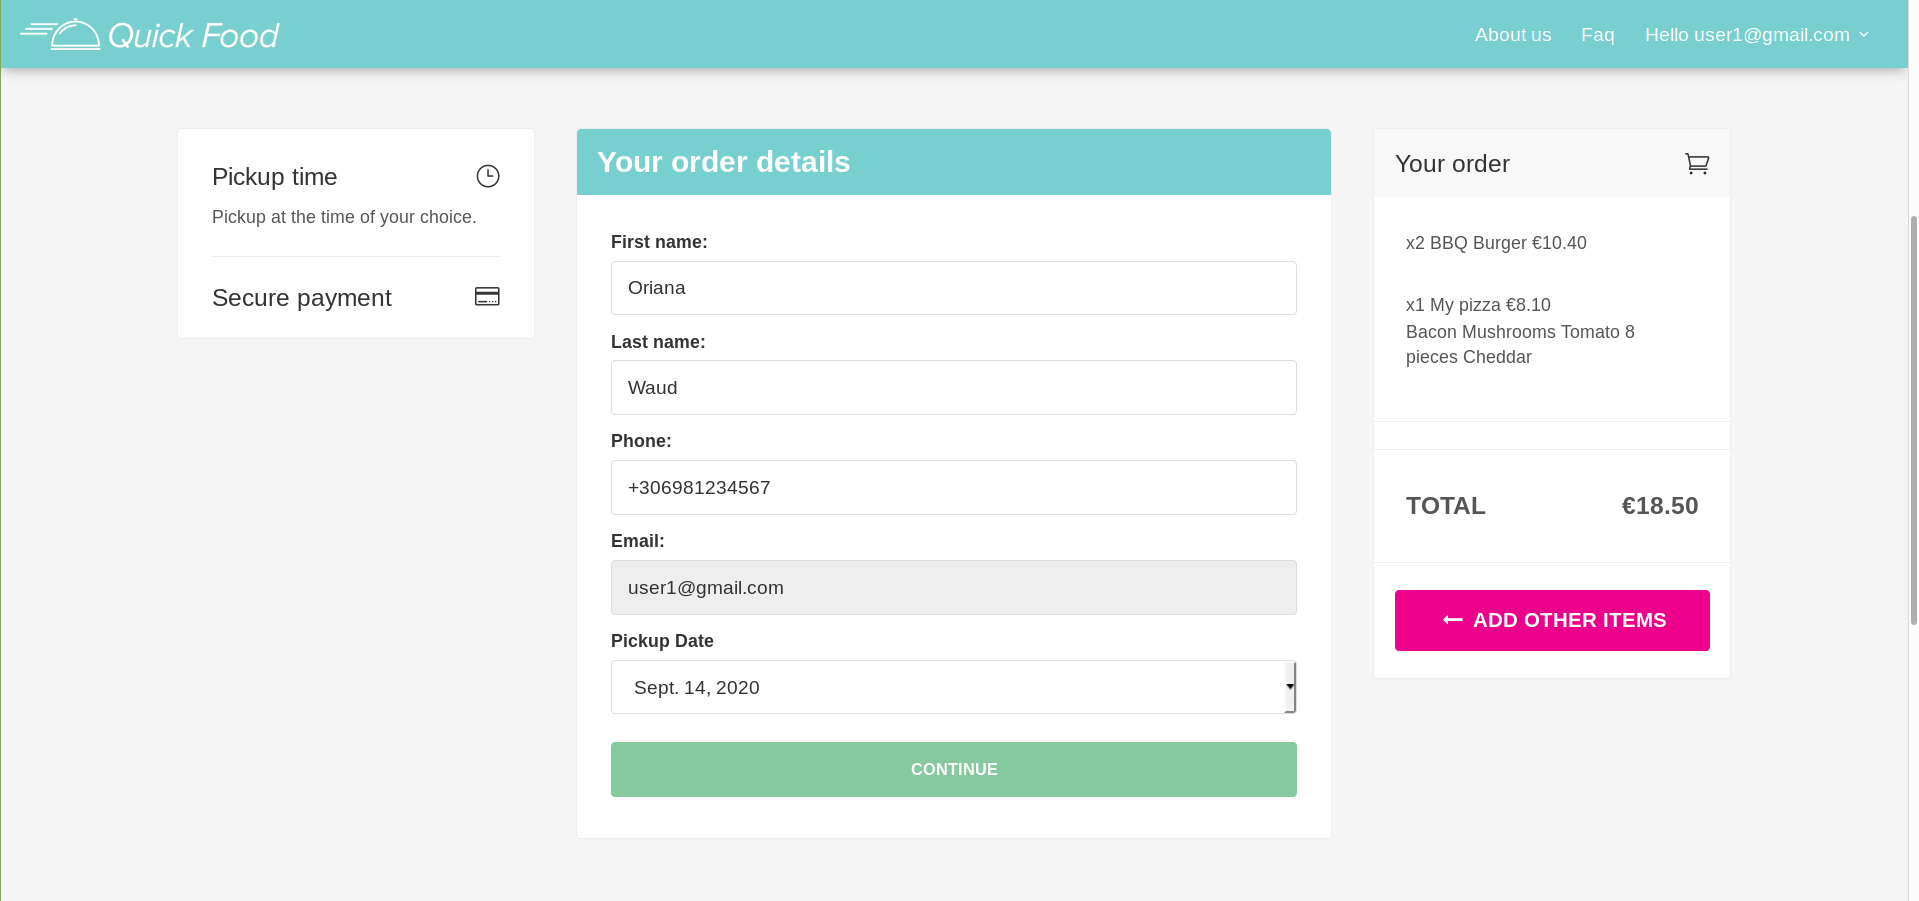 Quick Food
About us
Faq
Hello user1@gmail.com
Pickup time
Pickup at the time of your choice.
Secure payment
Your order details
First name:
Oriana
Last name:
Waud
Phone:
+306981234567
Email:
user1@gmail.com
Pickup Date
Sept. 14, 2020
CONTINUE
Your order
x2 BBQ Burger €10.40
x1 My pizza €8.10
Bacon Mushrooms Tomato 8
pieces Cheddar
TOTAL €18.50
ADD OTHER ITEMS